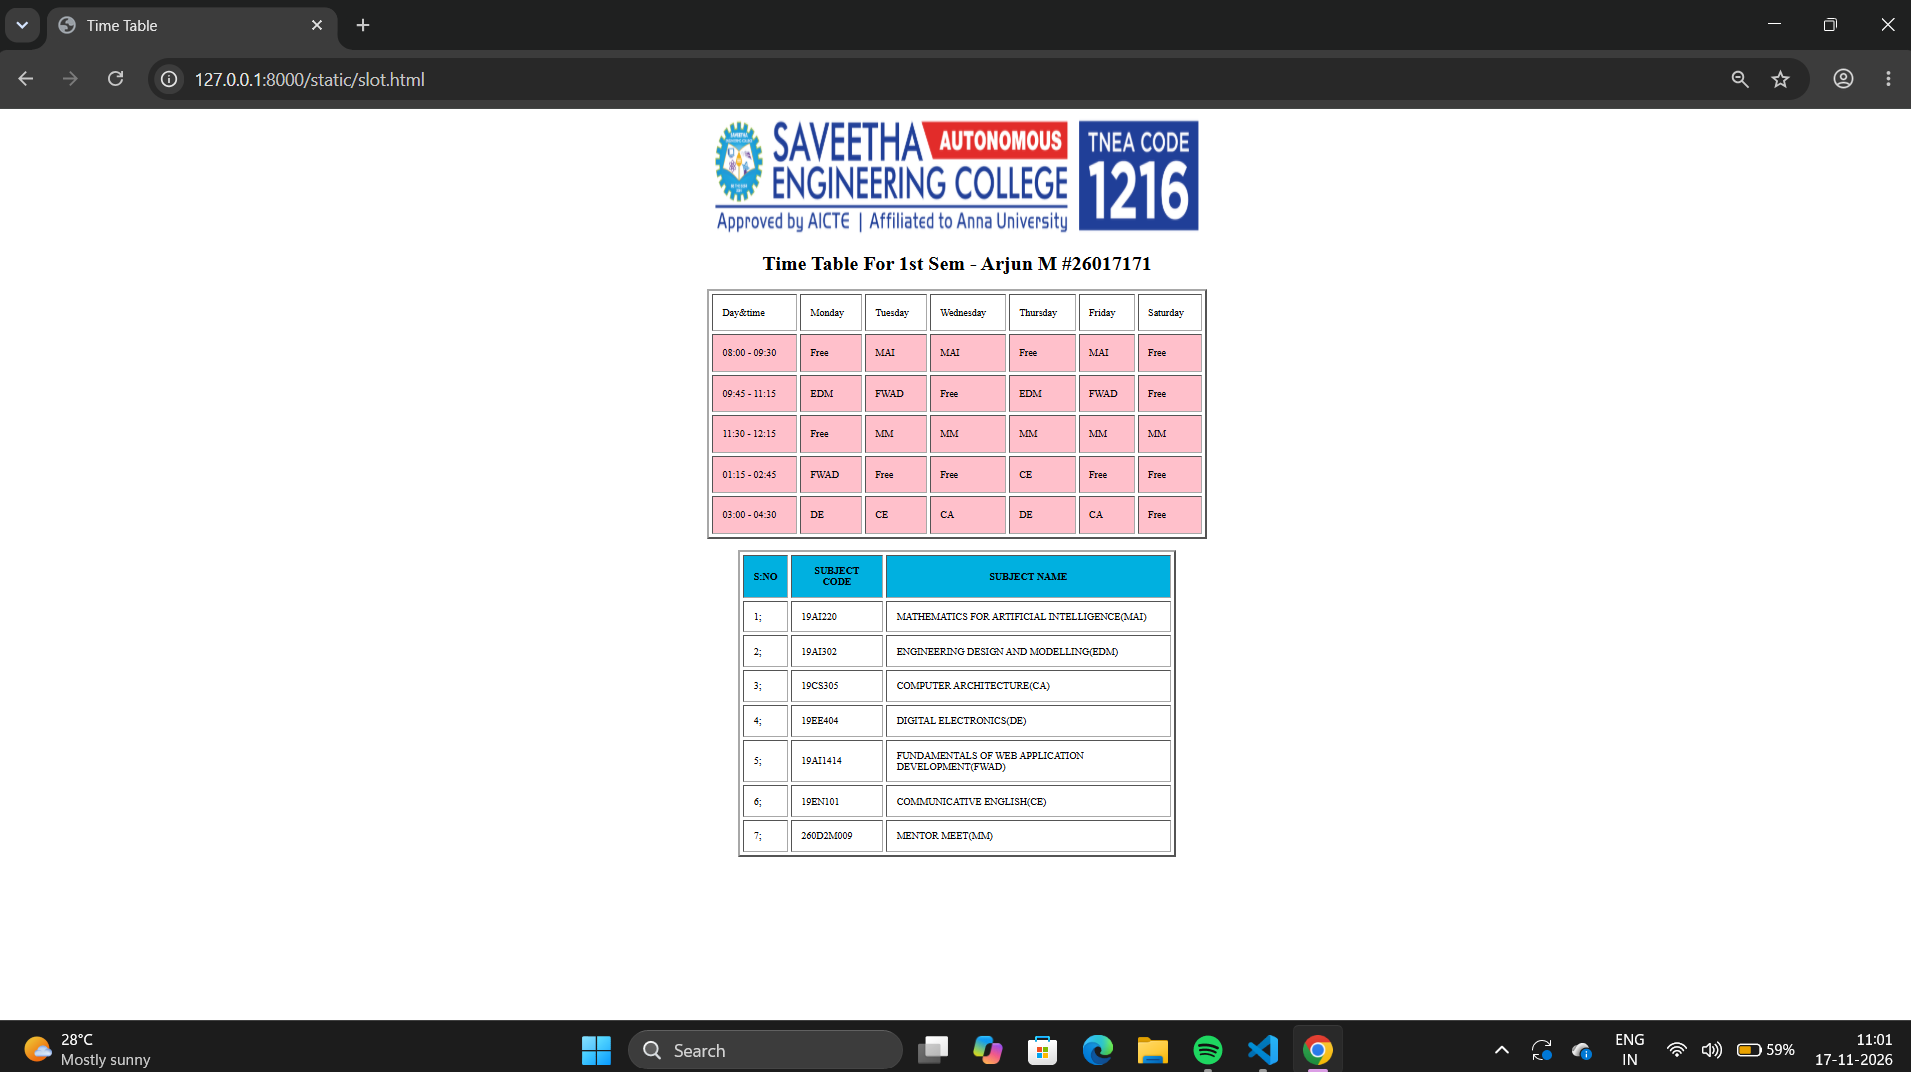 Time Table
127.0.0.1:8000/static/slot.html
SAVEETHA AUTONOMOUS
ENGINEERING COLLEGE
Approved by AICTE | Affiliated to Anna University
TNEA CODE
1216
Time Table For 1st Sem - Arjun M #26017171
Day&time Monday Tuesday Wednesday Thursday Friday Saturday
08:00 - 09:30 Free MAI MAI Free MAI Free
09:45 - 11:15 EDM FWAD Free EDM FWAD Free
11:30 - 12:15 Free MM MM MM MM MM
01:15 - 02:45 FWAD Free Free CE Free Free
03:00 - 04:30 DE CE CA DE CA Free
S:NO SUBJECT CODE SUBJECT NAME
1; 19AI220 MATHEMATICS FOR ARTIFICIAL INTELLIGENCE(MAI)
2; 19AI302 ENGINEERING DESIGN AND MODELLING(EDM)
3; 19CS305 COMPUTER ARCHITECTURE(CA)
4; 19EE404 DIGITAL ELECTRONICS(DE)
5; 19AI1414 FUNDAMENTALS OF WEB APPLICATION
DEVELOPMENT(FWAD)
6; 19EN101 COMMUNICATIVE ENGLISH(CE)
7; 260D2M009 MENTOR MEET(MM)
28°C
Mostly sunny
Search
ENG
IN
59%
11:01
17-11-2026